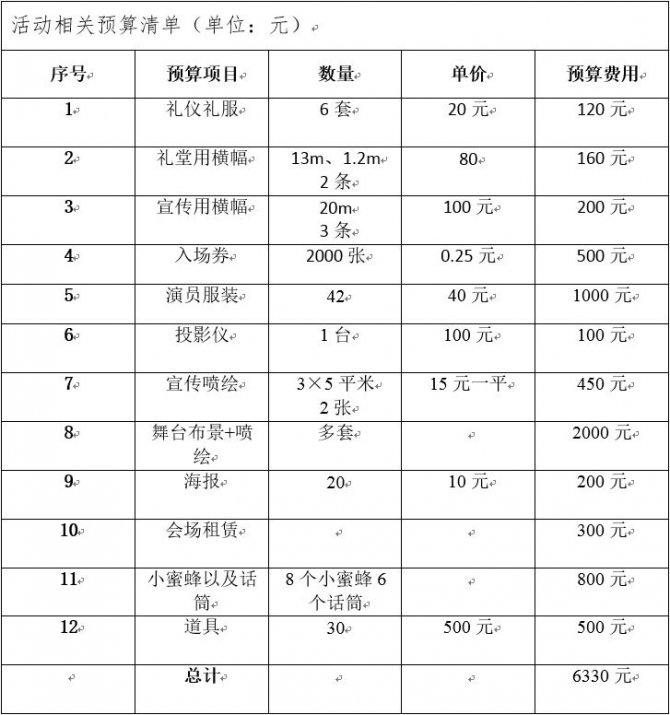 活动相关预算清单（单位：元）
序号 预算项目 数量 单价 预算费用
1 礼仪礼服 6 套 20 元 120 元
2 礼堂用横幅 13m、1.2m 80 160 元
2 条
3 宣传用横幅 20m 100 元 200 元
3 条
4 入场券 2000 张 0.25 元 500 元
5 演员服装 42 40 元 1000 元
6 投影仪 1 台 100 元 100 元
7 宣传喷绘 3×5 平米 15 元一平 450 元
2 张
8 舞台布景+喷 多套 2000 元
绘
9 海报 20 10 元 200 元
10 会场租赁 300 元
11 小蜜蜂以及话 8 个小蜜蜂 6 800 元
筒 个话筒
12 道具 30 500 元 500 元
总计 6330 元